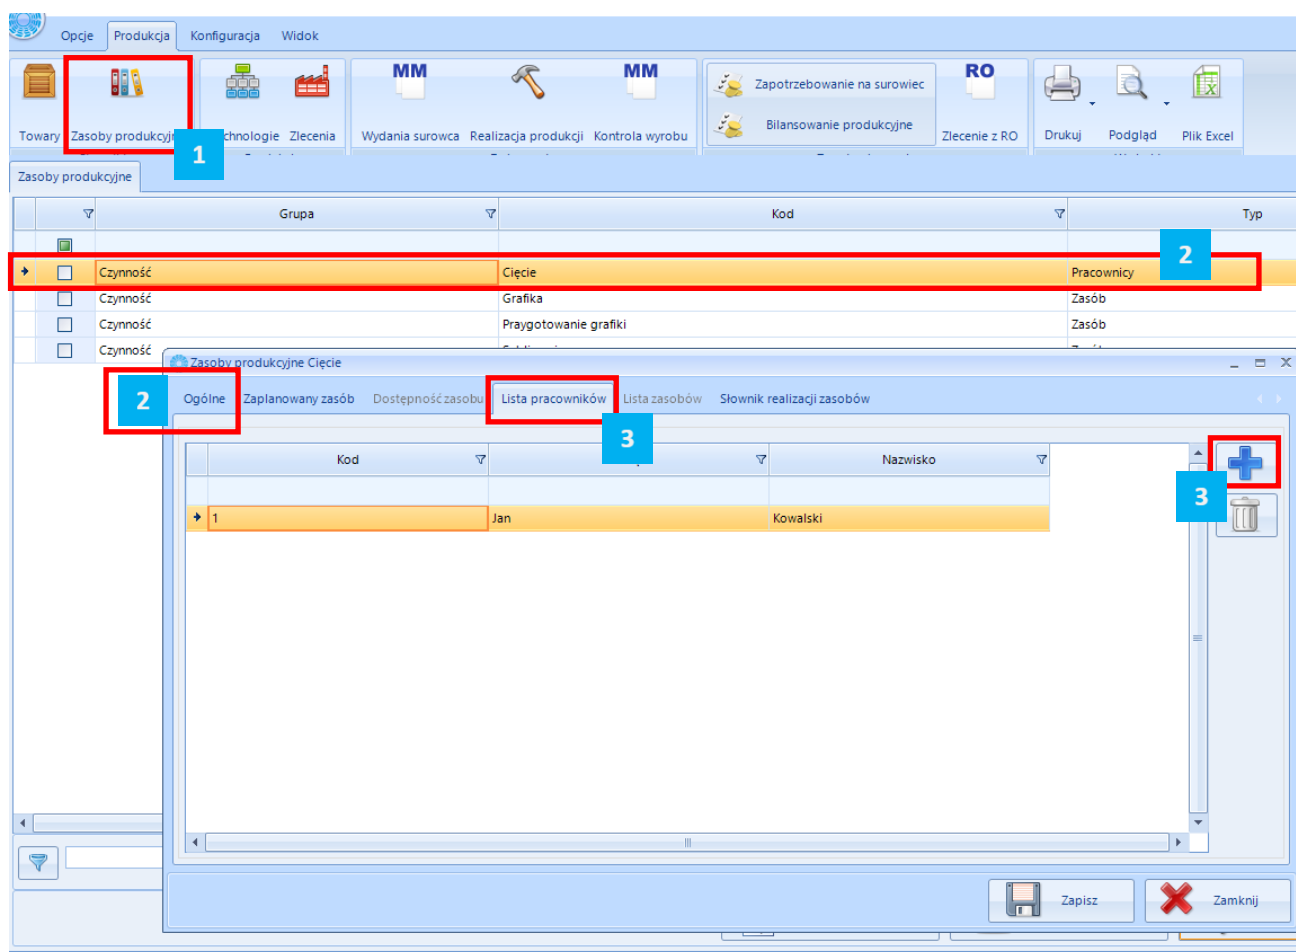 Opcje Produkcja Konfiguracja Widok
MM MM RO
Zapotrzebowanie na surowiec
Bilansowanie produkcyjne
Towary Zasoby produkcyjn chnologie Zlecenia Wydania surowca Realizacja produkcji Kontrola wyrobu Zlecenie z RO Drukuj Podgląd Plik Excel
1
Zasoby produkcyjne
Grupa Kod Typ
2
Czynność Cięcie Pracownicy
Czynność Grafika Zasób
Czynność Praygotowanie grafiki Zasób
Czynność
Zasoby produkcyjne Cięcie
2
Ogólne Zaplanowany zasób Dostępność zasobu Lista pracowników Lista zasobów Słownik realizacji zasobów
3
Kod Nazwisko
3
1 Jan Kowalski
Zapisz Zamknij